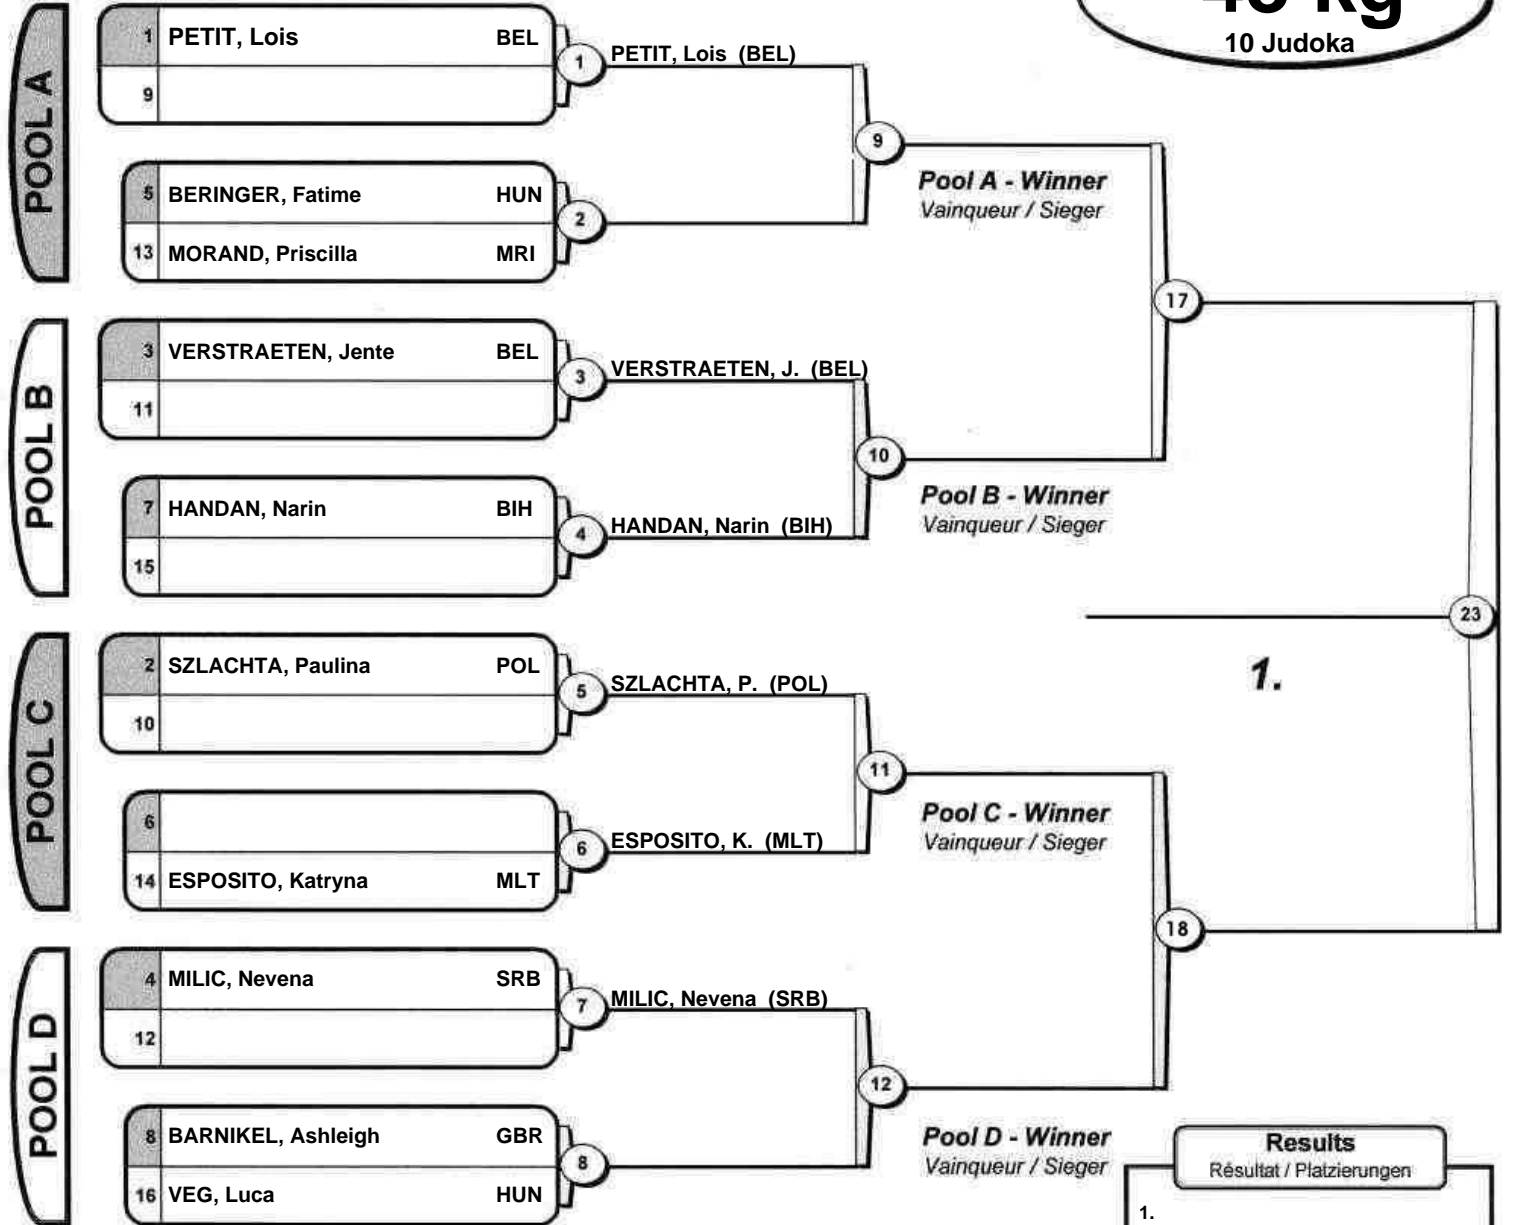 kg
10 Judoka
POOL A
1 PETIT, Lois BEL
9
1
PETIT, Lois (BEL)
5 BERINGER, Fatime HUN
13 MORAND, Priscilla MRI
2
9
Pool A - Winner
Vainqueur / Sieger
POOL B
3 VERSTRAETEN, Jente BEL
11
3
VERSTRAETEN, J. (BEL)
7 HANDAN, Narin BIH
15
4
HANDAN, Narin (BIH)
10
Pool B - Winner
Vainqueur / Sieger
17
POOL C
2 SZLACHTA, Paulina POL
10
5
SZLACHTA, P. (POL)
6
14 ESPOSITO, Katryna MLT
6
ESPOSITO, K. (MLT)
11
Pool C - Winner
Vainqueur / Sieger
23
1.
POOL D
4 MILIC, Nevena SRB
12
7
MILIC, Nevena (SRB)
8 BARNIKEL, Ashleigh GBR
16 VEG, Luca HUN
8
12
Pool D - Winner
Vainqueur / Sieger
18
Results
Résultat / Platzierungen
1.